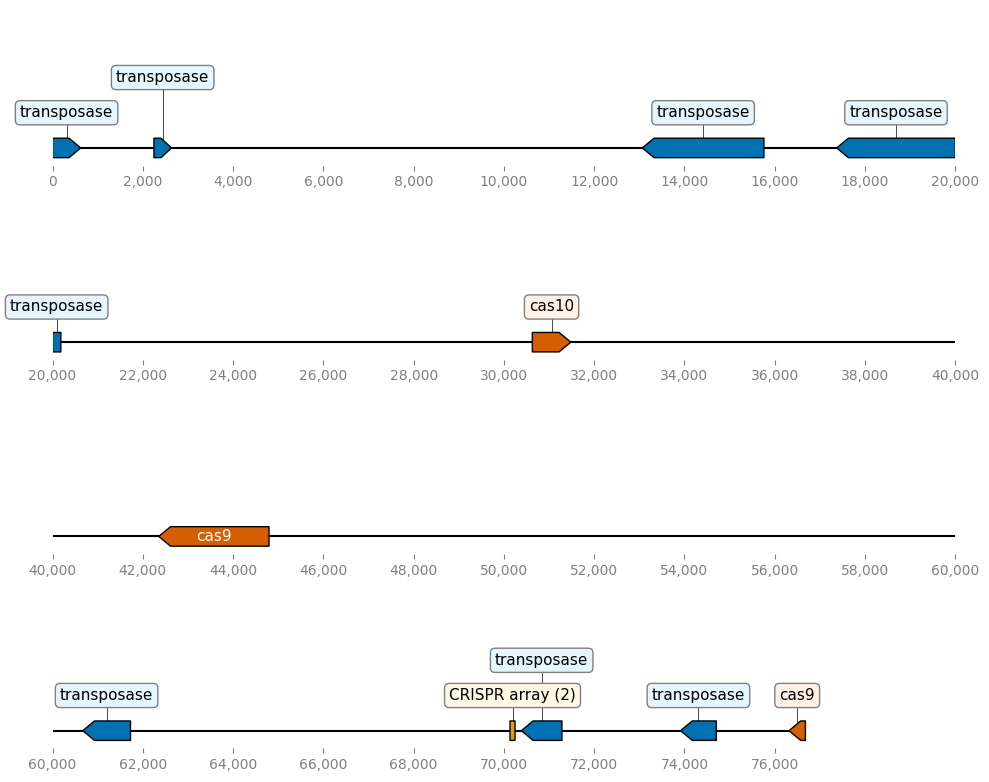 transposase
transposase transposase transposase
0 2,000 4,000 6,000 8,000 10,000 12,000 14,000 16,000 18,000 20,000
transposase cas10
20,000 22,000 24,000 26,000 28,000 30,000 32,000 34,000 36,000 38,000 40,000
cas9
40,000 42,000 44,000 46,000 48,000 50,000 52,000 54,000 56,000 58,000 60,000
transposase
transposase CRISPR array (2) transposase cas9
60,000 62,000 64,000 66,000 68,000 70,000 72,000 74,000 76,000